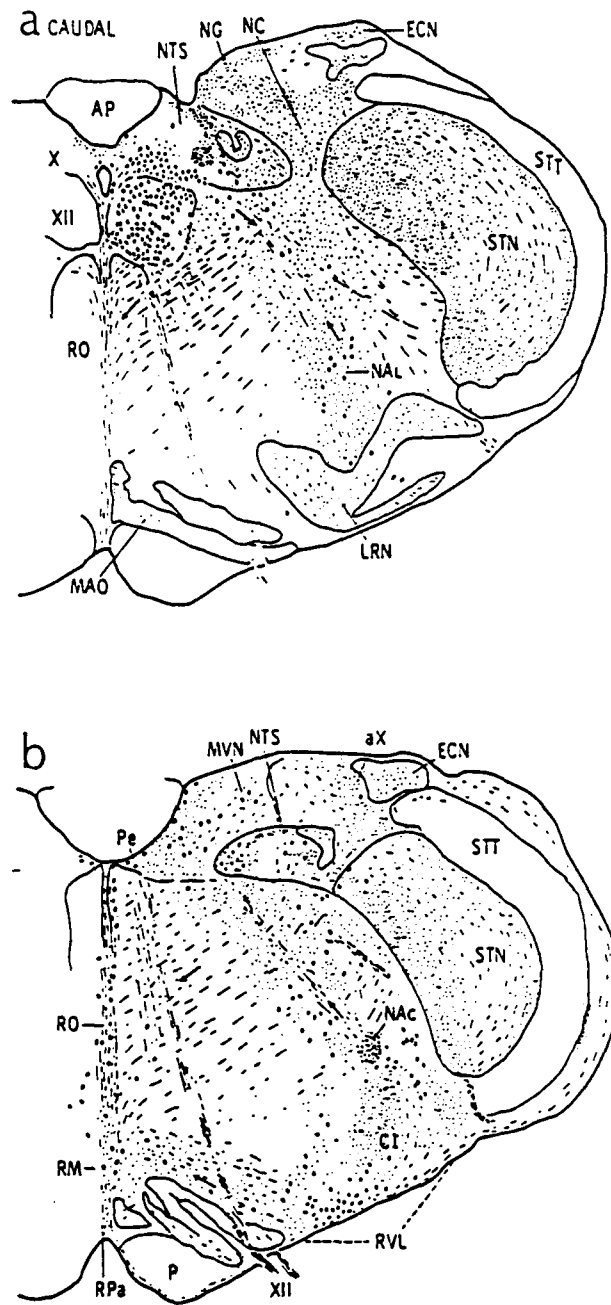 a CAUDAL
NTS NG NC ECN
AP
X
XII
STT
STN
RO
NAL
LRN
MAO
b
MVN NTS aX ECN
Pe
STT
STN
RO
NAc
CI
RM
RVL
P
RPa
XII